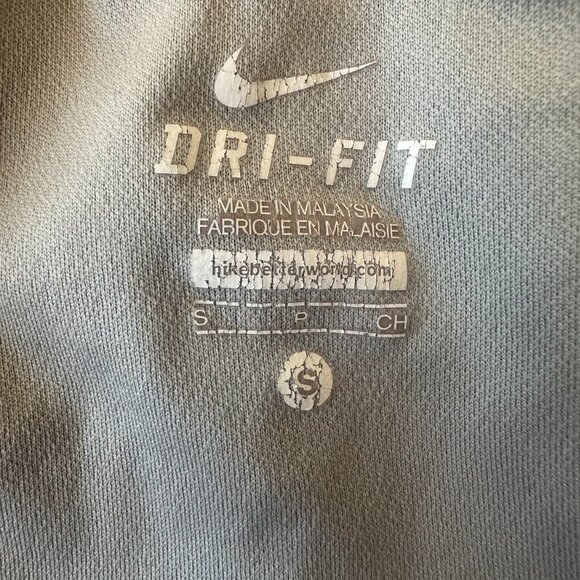 DRI-FIT
MADE IN MALAYSIA
FABRIQUE EN MALAISIE
nikebetterworld.com
S P CH
S